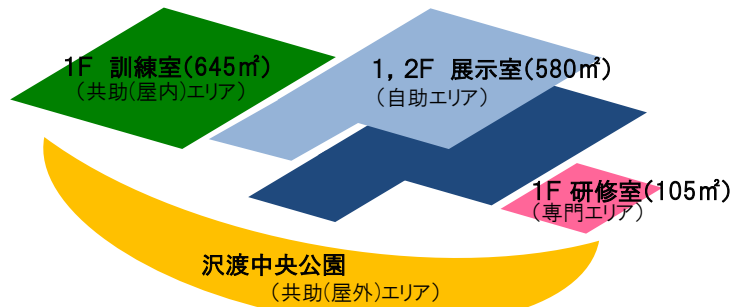 1F 訓練室(645㎡)
(共助(屋内)エリア)
1,2F 展示室(580㎡)
(自助エリア)
1F 研修室(105㎡)
(専門エリア)
沢渡中央公園
(共助(屋外)エリア)